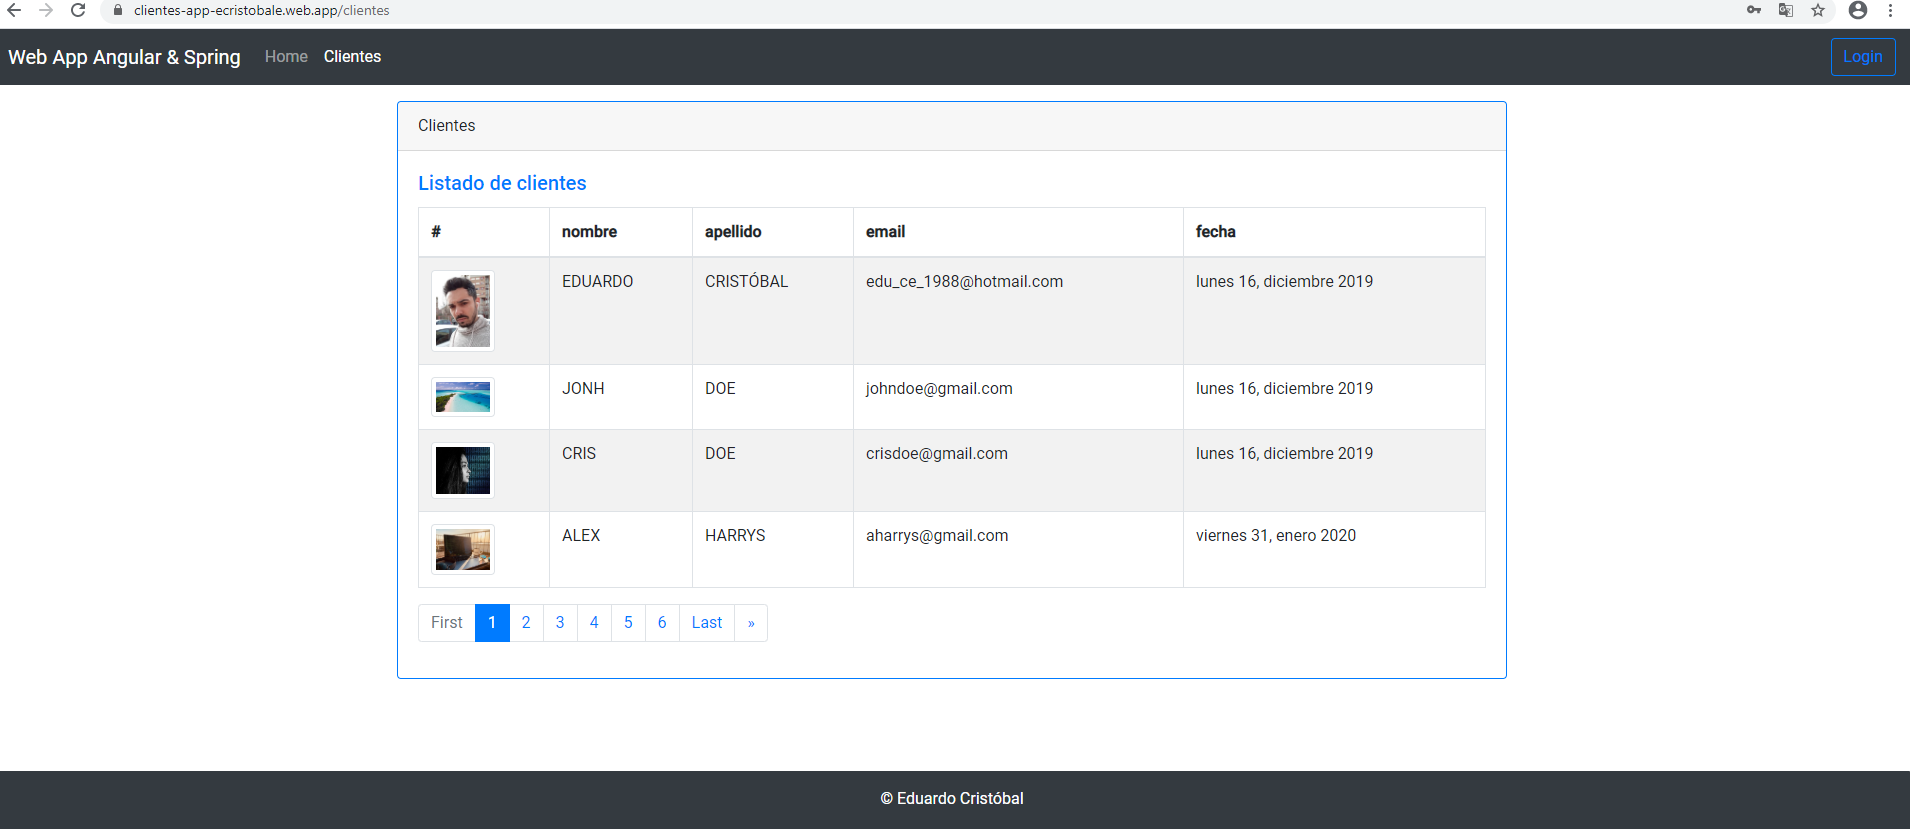 clientes-app-ecristobale.web.app/clientes
Web App Angular & Spring Home Clientes Login
Clientes
Listado de clientes
# nombre apellido email fecha
EDUARDO CRISTÓBAL edu_ce_1988@hotmail.com lunes 16, diciembre 2019
JONH DOE johndoe@gmail.com lunes 16, diciembre 2019
CRIS DOE crisdoe@gmail.com lunes 16, diciembre 2019
ALEX HARRYS aharrys@gmail.com viernes 31, enero 2020
First 1 2 3 4 5 6 Last »
© Eduardo Cristóbal